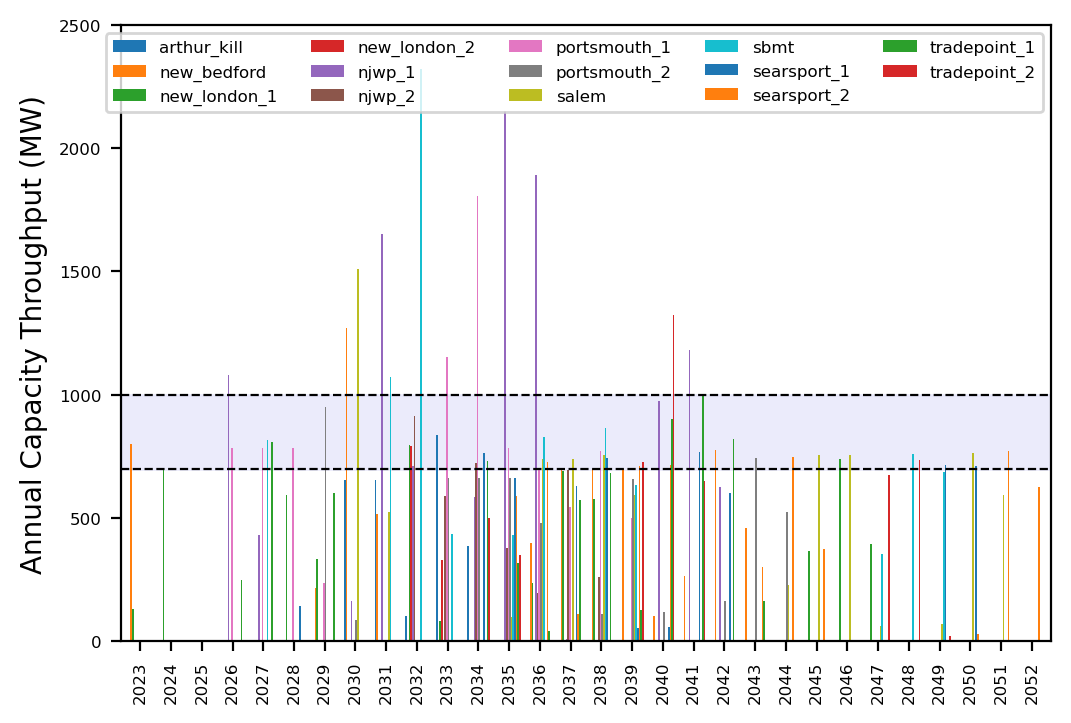 2500
2000
1500
1000
500
0
Annual Capacity Throughput (MW)
arthur_kill
new_bedford
new_london_1
new_london_2
njwp_1
njwp_2
portsmouth_1
portsmouth_2
salem
sbmt
searsport_1
searsport_2
tradepoint_1
tradepoint_2
2023
2024
2025
2026
2027
2028
2029
2030
2031
2032
2033
2034
2035
2036
2037
2038
2039
2040
2041
2042
2043
2044
2045
2046
2047
2048
2049
2050
2051
2052